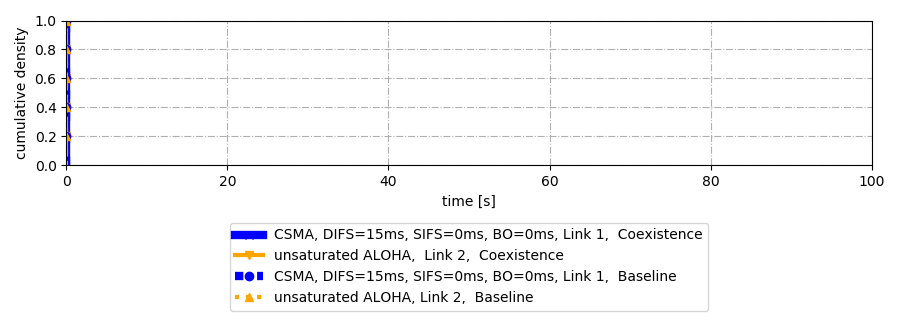 1.0
0.8
0.6
0.4
0.2
0.0
cumulative density
0 20 40 60 80 100
time [s]
CSMA, DIFS=15ms, SIFS=0ms, BO=0ms, Link 1,  Coexistence
unsaturated ALOHA,  Link 2,  Coexistence
CSMA, DIFS=15ms, SIFS=0ms, BO=0ms, Link 1,  Baseline
unsaturated ALOHA, Link 2,  Baseline